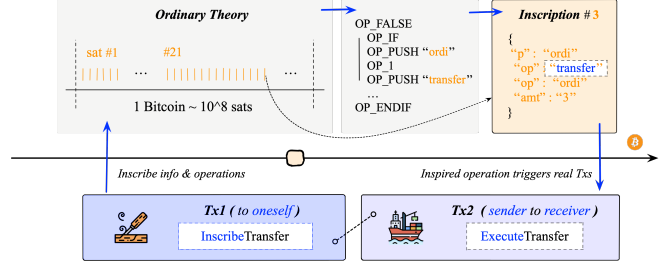 Ordinary Theory
sat #1
#21
...
...
1 Bitcoin ~ 10^8 sats
OP_FALSE
OP_IF
OP_PUSH “ordi”
OP_1
OP_PUSH “transfer”
...
OP_ENDIF
Inscription # 3
{
“p” : “ordi”
“op” : “transfer”
“op” : “ordi”
“amt” : “3”
}
Inscribe info & operations
Inspired operation triggers real Txs
Tx1 ( to oneself )
InscribeTransfer
Tx2 ( sender to receiver )
ExecuteTransfer